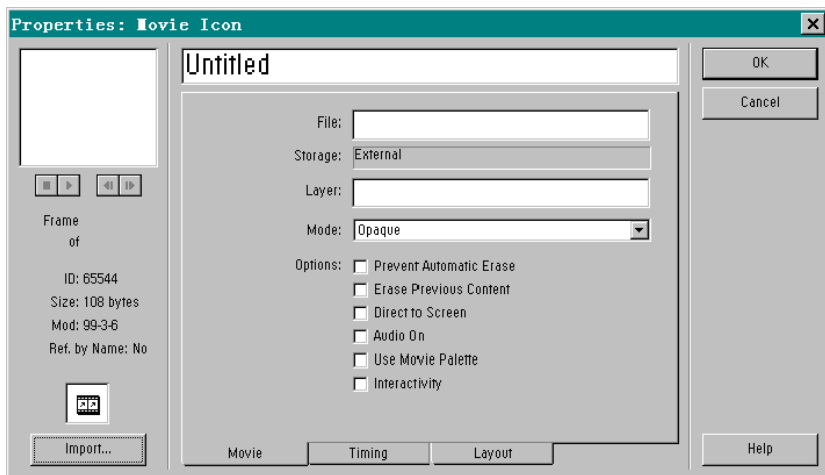 Properties: Movie Icon
Untitled
OK
Cancel
File:
Storage: External
Layer:
Mode: Opaque
Options: Prevent Automatic Erase
Erase Previous Content
Direct to Screen
Audio On
Use Movie Palette
Interactivity
Frame
of
ID: 65544
Size: 108 bytes
Mod: 99-3-6
Ref. by Name: No
Import...
Movie
Timing
Layout
Help